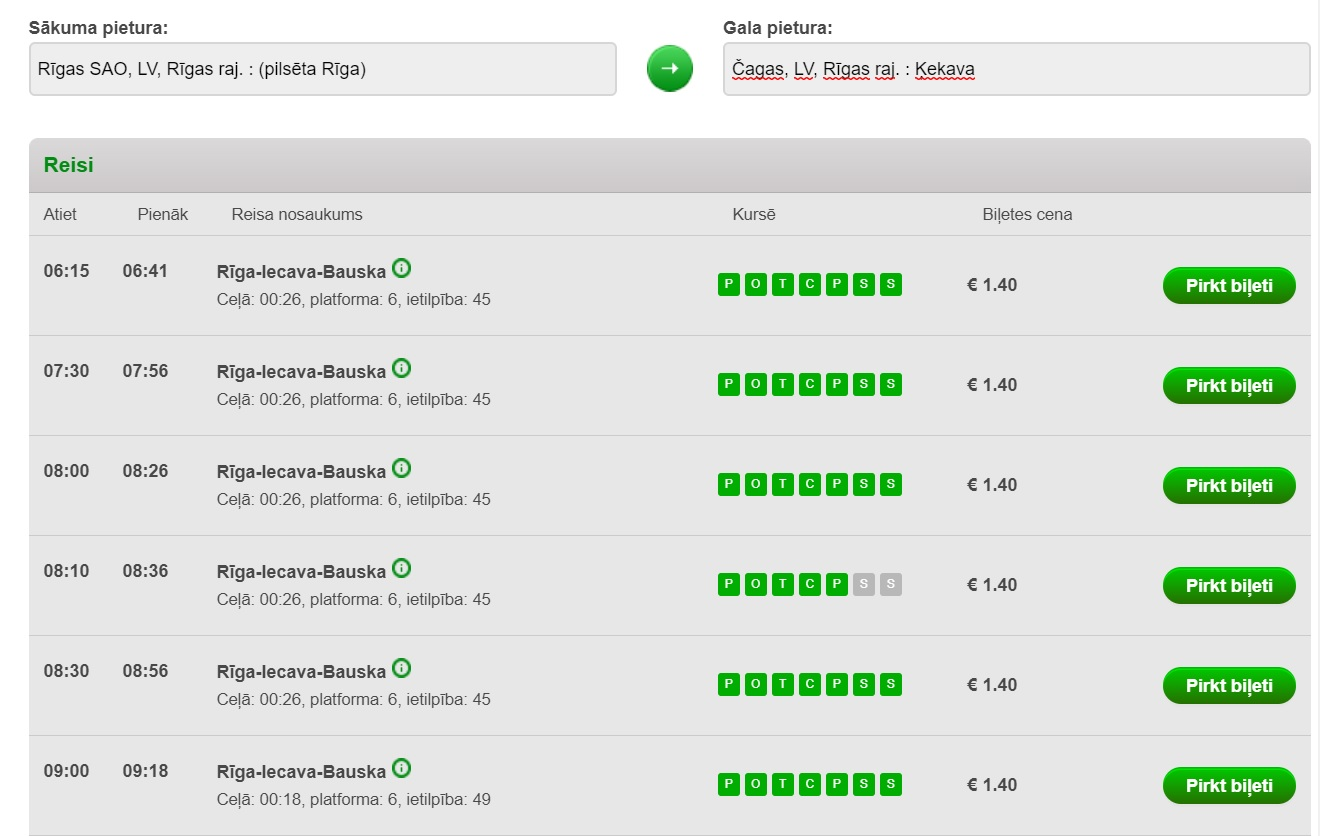 Sākuma pietura:
Gala pietura:
Rīgas SAO, LV, Rīgas raj. : (pilsēta Rīga)
Čagas, LV, Rīgas raj. : Ķekava
Reisi
Atiet Pienāk Reisa nosaukums Kursē Biļetes cena
06:15 06:41 Rīga-Iecava-Bauska
P O T C P S S € 1.40 Pirkt biļeti
Ceļā: 00:26, platforma: 6, ietilpība: 45
07:30 07:56 Rīga-Iecava-Bauska
P O T C P S S € 1.40 Pirkt biļeti
Ceļā: 00:26, platforma: 6, ietilpība: 45
08:00 08:26 Rīga-Iecava-Bauska
P O T C P S S € 1.40 Pirkt biļeti
Ceļā: 00:26, platforma: 6, ietilpība: 45
08:10 08:36 Rīga-Iecava-Bauska
P O T C P S S € 1.40 Pirkt biļeti
Ceļā: 00:26, platforma: 6, ietilpība: 45
08:30 08:56 Rīga-Iecava-Bauska
P O T C P S S € 1.40 Pirkt biļeti
Ceļā: 00:26, platforma: 6, ietilpība: 45
09:00 09:18 Rīga-Iecava-Bauska
P O T C P S S € 1.40 Pirkt biļeti
Ceļā: 00:18, platforma: 6, ietilpība: 49